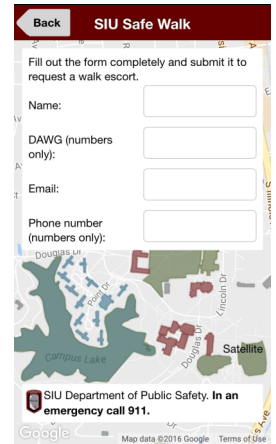 Back
SIU Safe Walk
Fill out the form completely and submit it to
request a walk escort.
Name:
DAWG (numbers
only):
Email:
Phone number
(numbers only):
Douglas Dr
Poin Dr
Lincoln Dr
Douglas Dr
Campus Lake
Satellite
SIU Department of Public Safety. In an
emergency call 911.
Google
Map data ©2016 Google
Terms of Use